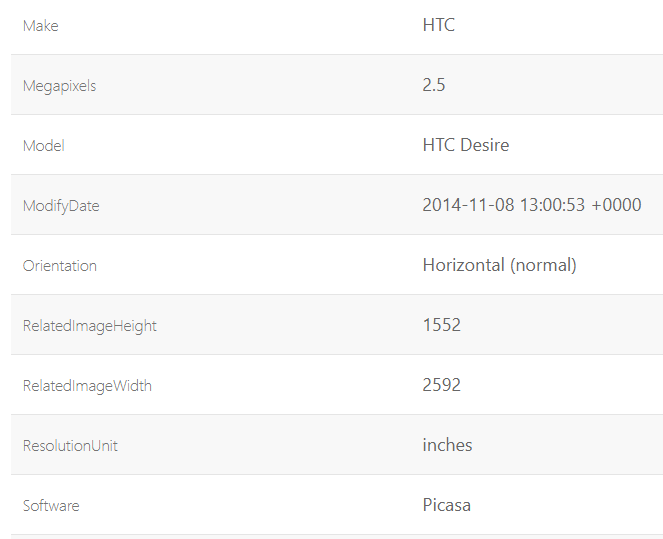 Make HTC
Megapixels 2.5
Model HTC Desire
ModifyDate 2014-11-08 13:00:53 +0000
Orientation Horizontal (normal)
RelatedImageHeight 1552
RelatedImageWidth 2592
ResolutionUnit inches
Software Picasa